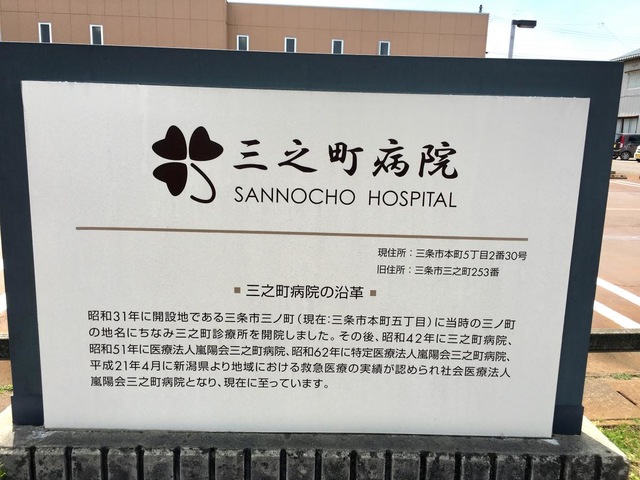 三之町病院
SANNOCHO HOSPITAL
現住所：三条市本町5丁目2番30号
旧住所：三条市三之町253番
■ 三之町病院の沿革 ■
昭和31年に開設地である三条市三ノ町（現在：三条市本町五丁目）に当時の三ノ町
の地名にちなみ三之町診療所を開院しました。その後、昭和42年に三之町病院、
昭和51年に医療法人嵐陽会三之町病院、昭和62年に特定医療法人嵐陽会三之町病院、
平成21年4月に新潟県より地域における救急医療の実績が認められ社会医療法人
嵐陽会三之町病院となり、現在に至っています。